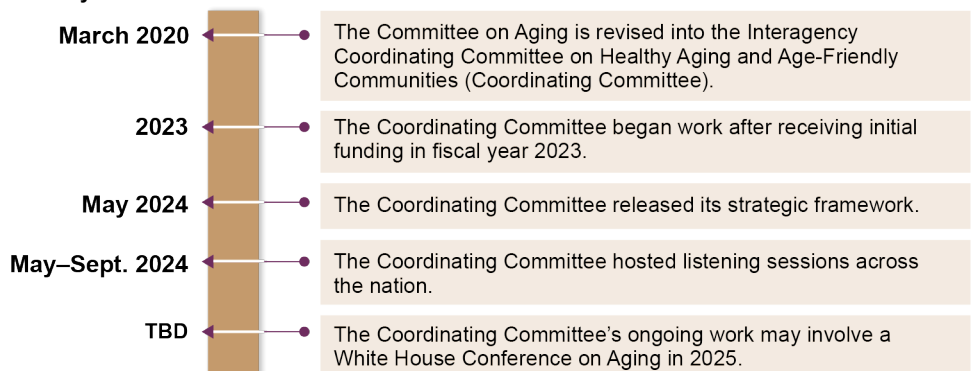 March 2020
The Committee on Aging is revised into the Interagency
Coordinating Committee on Healthy Aging and Age-Friendly
Communities (Coordinating Committee).
2023
The Coordinating Committee began work after receiving initial
funding in fiscal year 2023.
May 2024
The Coordinating Committee released its strategic framework.
May–Sept. 2024
The Coordinating Committee hosted listening sessions across
the nation.
TBD
The Coordinating Committee’s ongoing work may involve a
White House Conference on Aging in 2025.